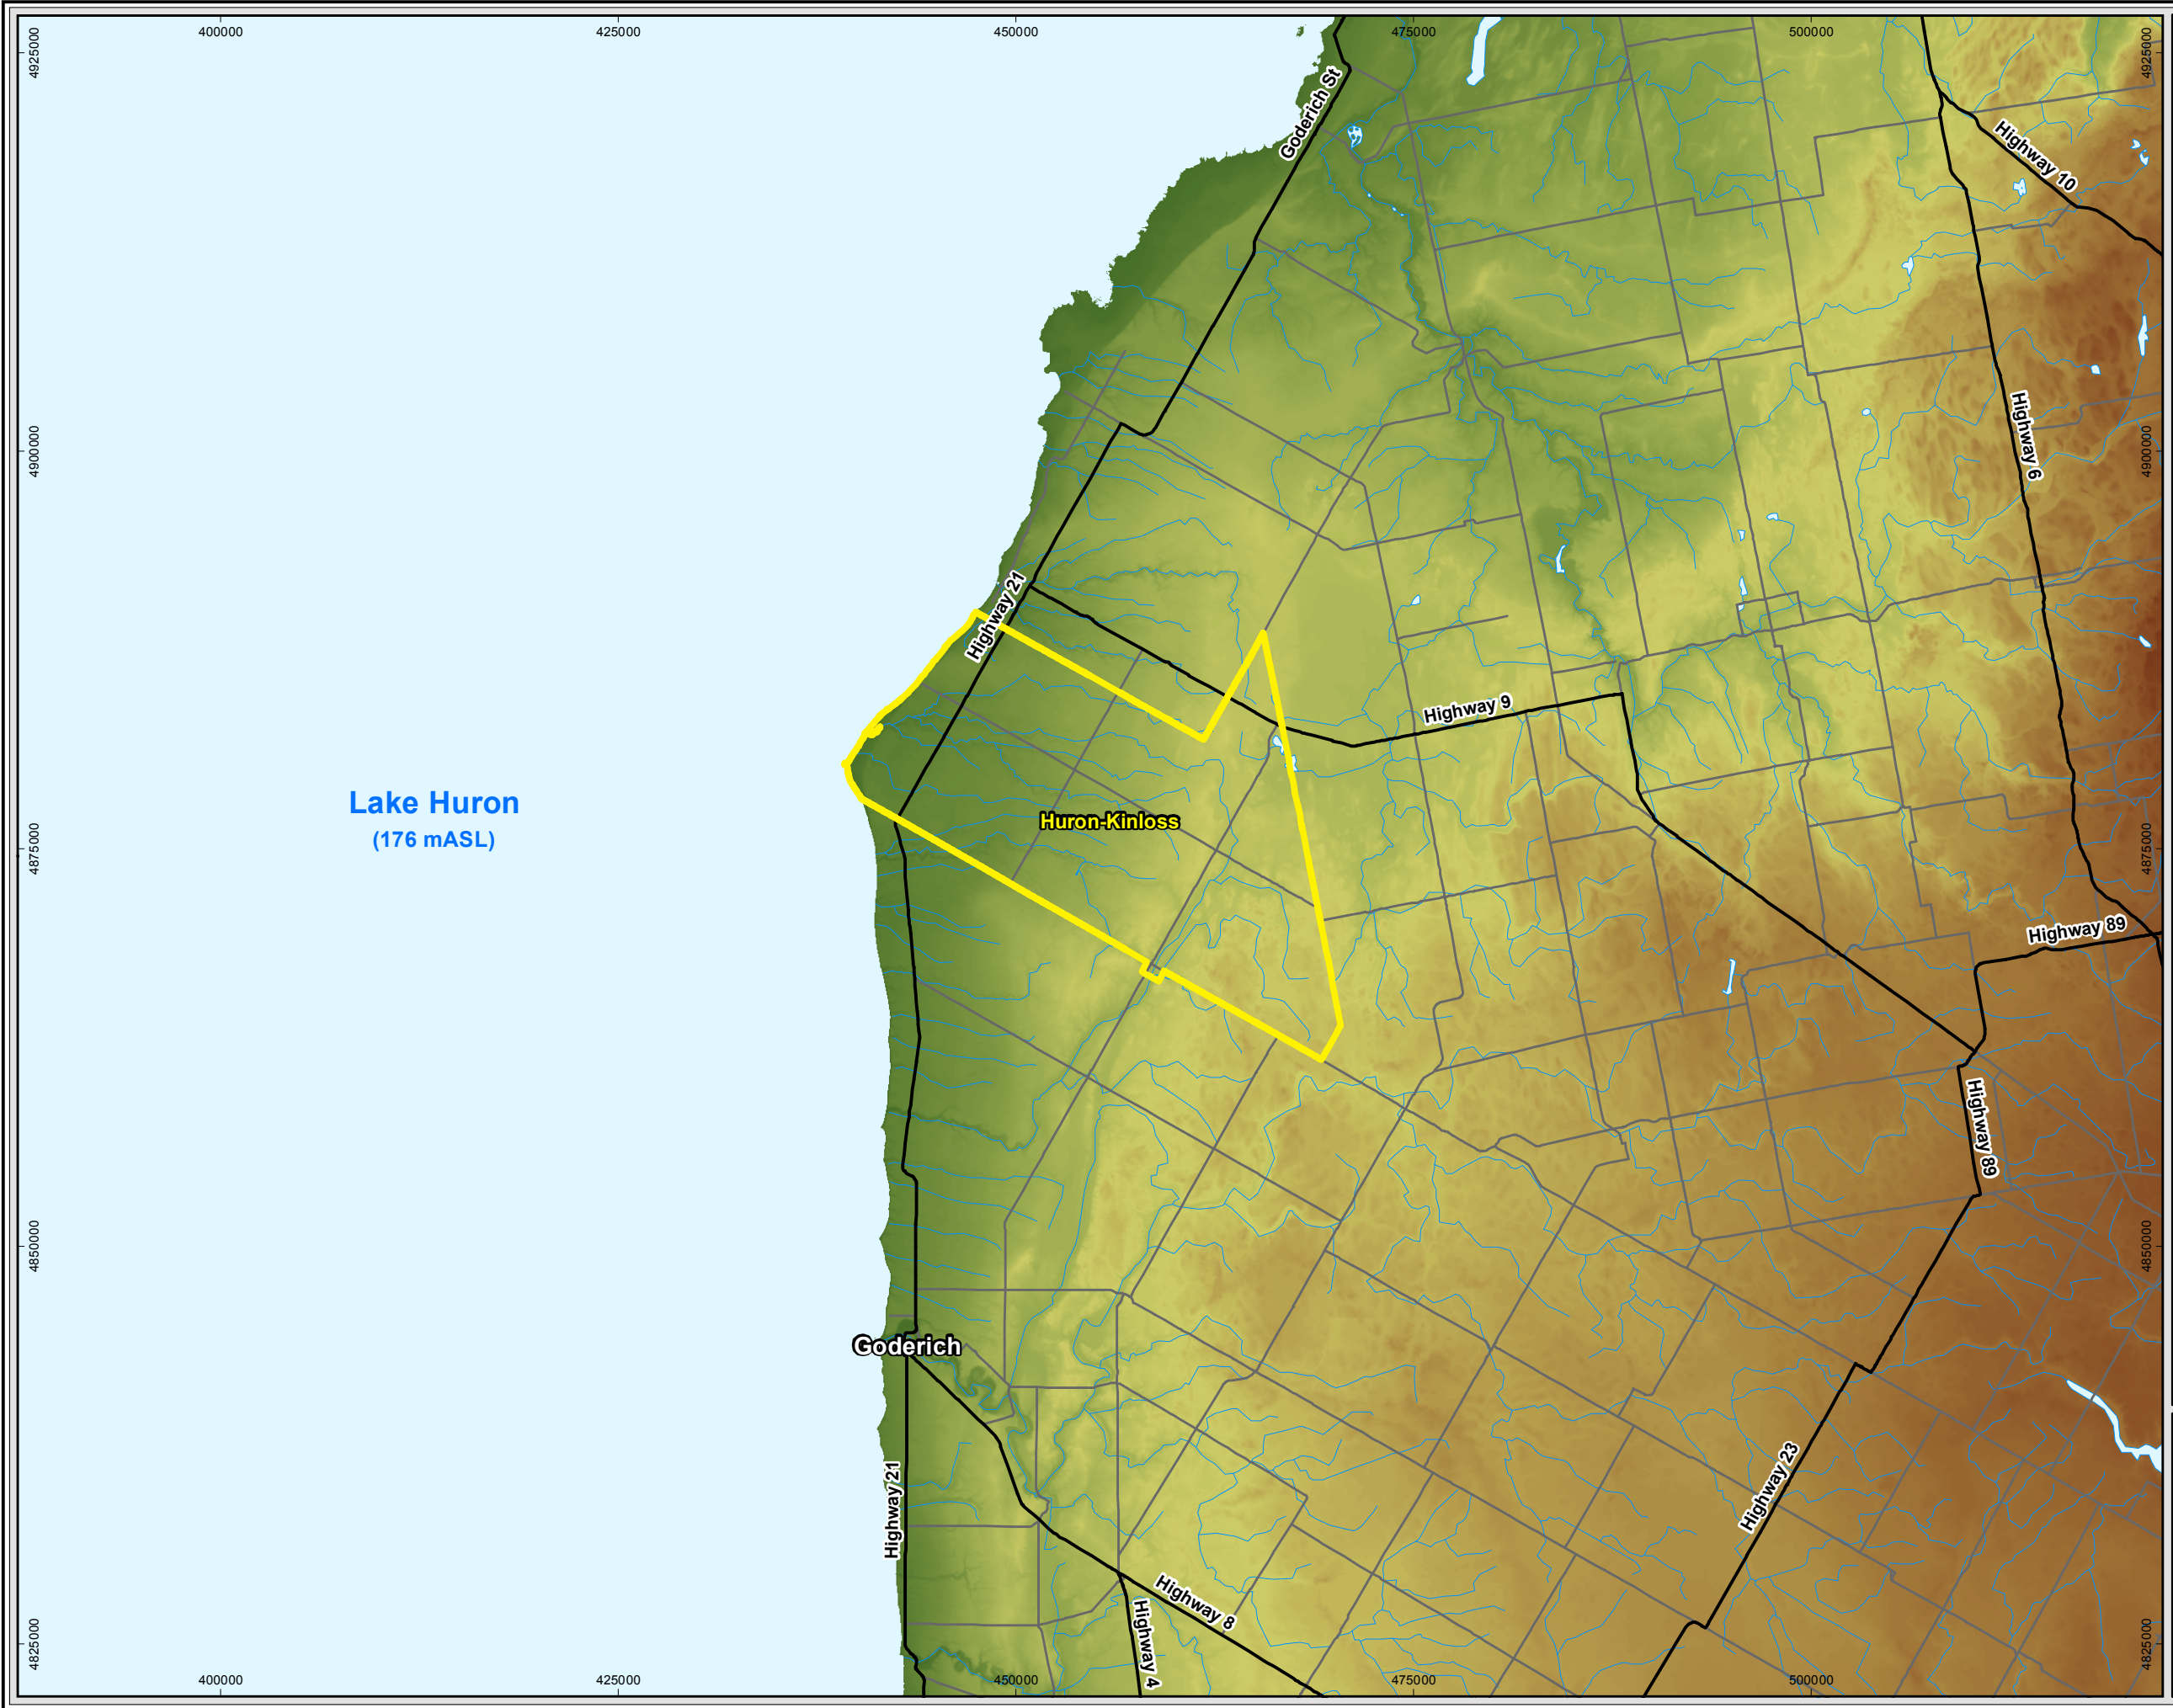 400000
425000
450000
475000
500000
4925000
4925000
Goderich St
Highway 10
4900000
Highway 6
4900000
Highway 21
Highway 9
Lake Huron
(176 mASL)
Huron-Kinloss
4875000
4875000
Highway 89
Highway 89
4850000
4850000
Goderich
Highway 21
Highway 23
Highway 8
Highway 4
4825000
4825000
400000
425000
450000
475000
500000